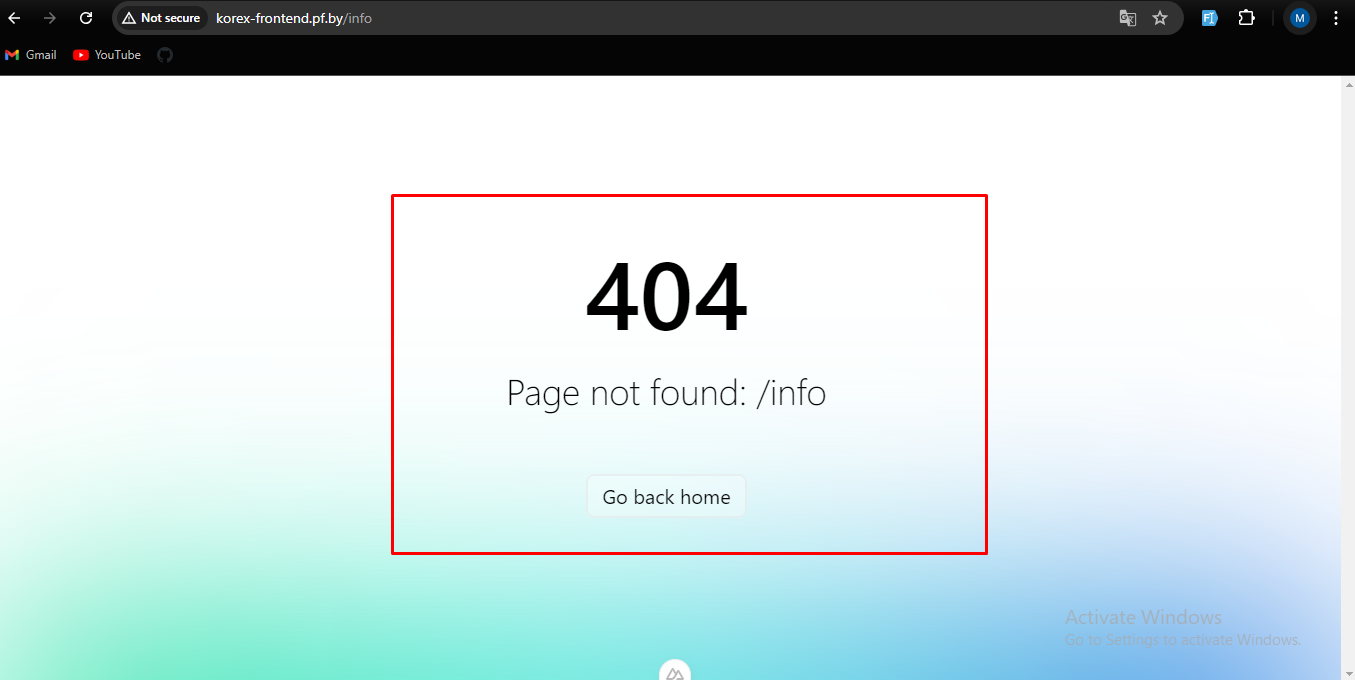 Not secure
korex-frontend.pf.by/info
M
Gmail
YouTube
404
Page not found: /info
Go back home
Activate Windows
Go to Settings to activate Windows.